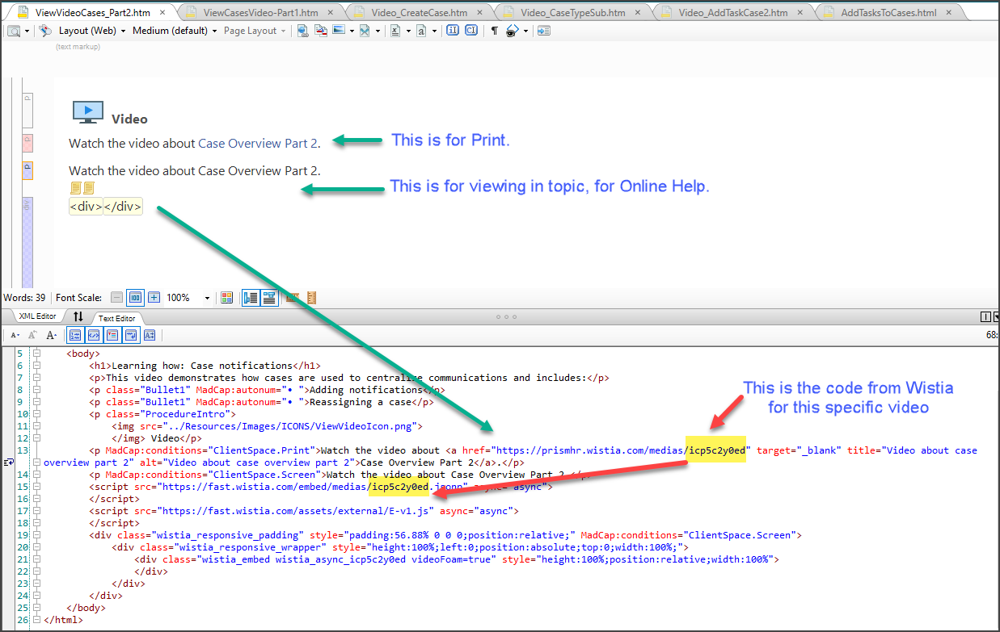 ViewVideoCases_Part2.htm × ViewCasesVideo-Part1.htm × Video_CreateCase.htm × Video_CaseTypeSub.htm × Video_AddTaskCase2.htm × AddTasksToCases.html ×
Layout (Web) Medium (default) Page Layout
(text markup)
p
Video
p
Watch the video about Case Overview Part 2. This is for Print.
p
Watch the video about Case Overview Part 2.
This is for viewing in topic, for Online Help.
div
<div></div>
Words: 39 Font Scale: 100%
XML Editor Text Editor
68:
5 <body>
6 <h1>Learning how: Case notifications</h1>
7 <p>This video demonstrates how cases are used to centralize communications and includes:</p>
8 <p class="Bullet1" MadCap:autonum="• ">Adding notifications</p>
9 <p class="Bullet1" MadCap:autonum="• ">Reassigning a case</p>
This is the code from Wistia
for this specific video
10 <p class="ProcedureIntro">
11 <img src="../Resources/Images/ICONS/ViewVideoIcon.png">
12 </img> Video</p>
13 <p MadCap:conditions="ClientSpace.Print">Watch the video about <a href="https://prismhr.wistia.com/medias/icp5c2y0ed" target="_blank" title="Video about case
overview part 2" alt="Video about case overview part 2">Case Overview Part 2</a>.</p>
14 <p MadCap:conditions="ClientSpace.Screen">Watch the video about Case Overview Part 2.</p>
15 <script src="https://fast.wistia.com/embed/medias/icp5c2y0ed.jsonp" async="async">
16 </script>
17 <script src="https://fast.wistia.com/assets/external/E-v1.js" async="async">
18 </script>
19 <div class="wistia_responsive_padding" style="padding:56.88% 0 0 0;position:relative;" MadCap:conditions="ClientSpace.Screen">
20 <div class="wistia_responsive_wrapper" style="height:100%;left:0;position:absolute;top:0;width:100%;">
21 <div class="wistia_embed wistia_async_icp5c2y0ed videoFoam=true" style="height:100%;position:relative;width:100%">
22 </div>
23 </div>
24 </div>
25 </body>
26 </html>